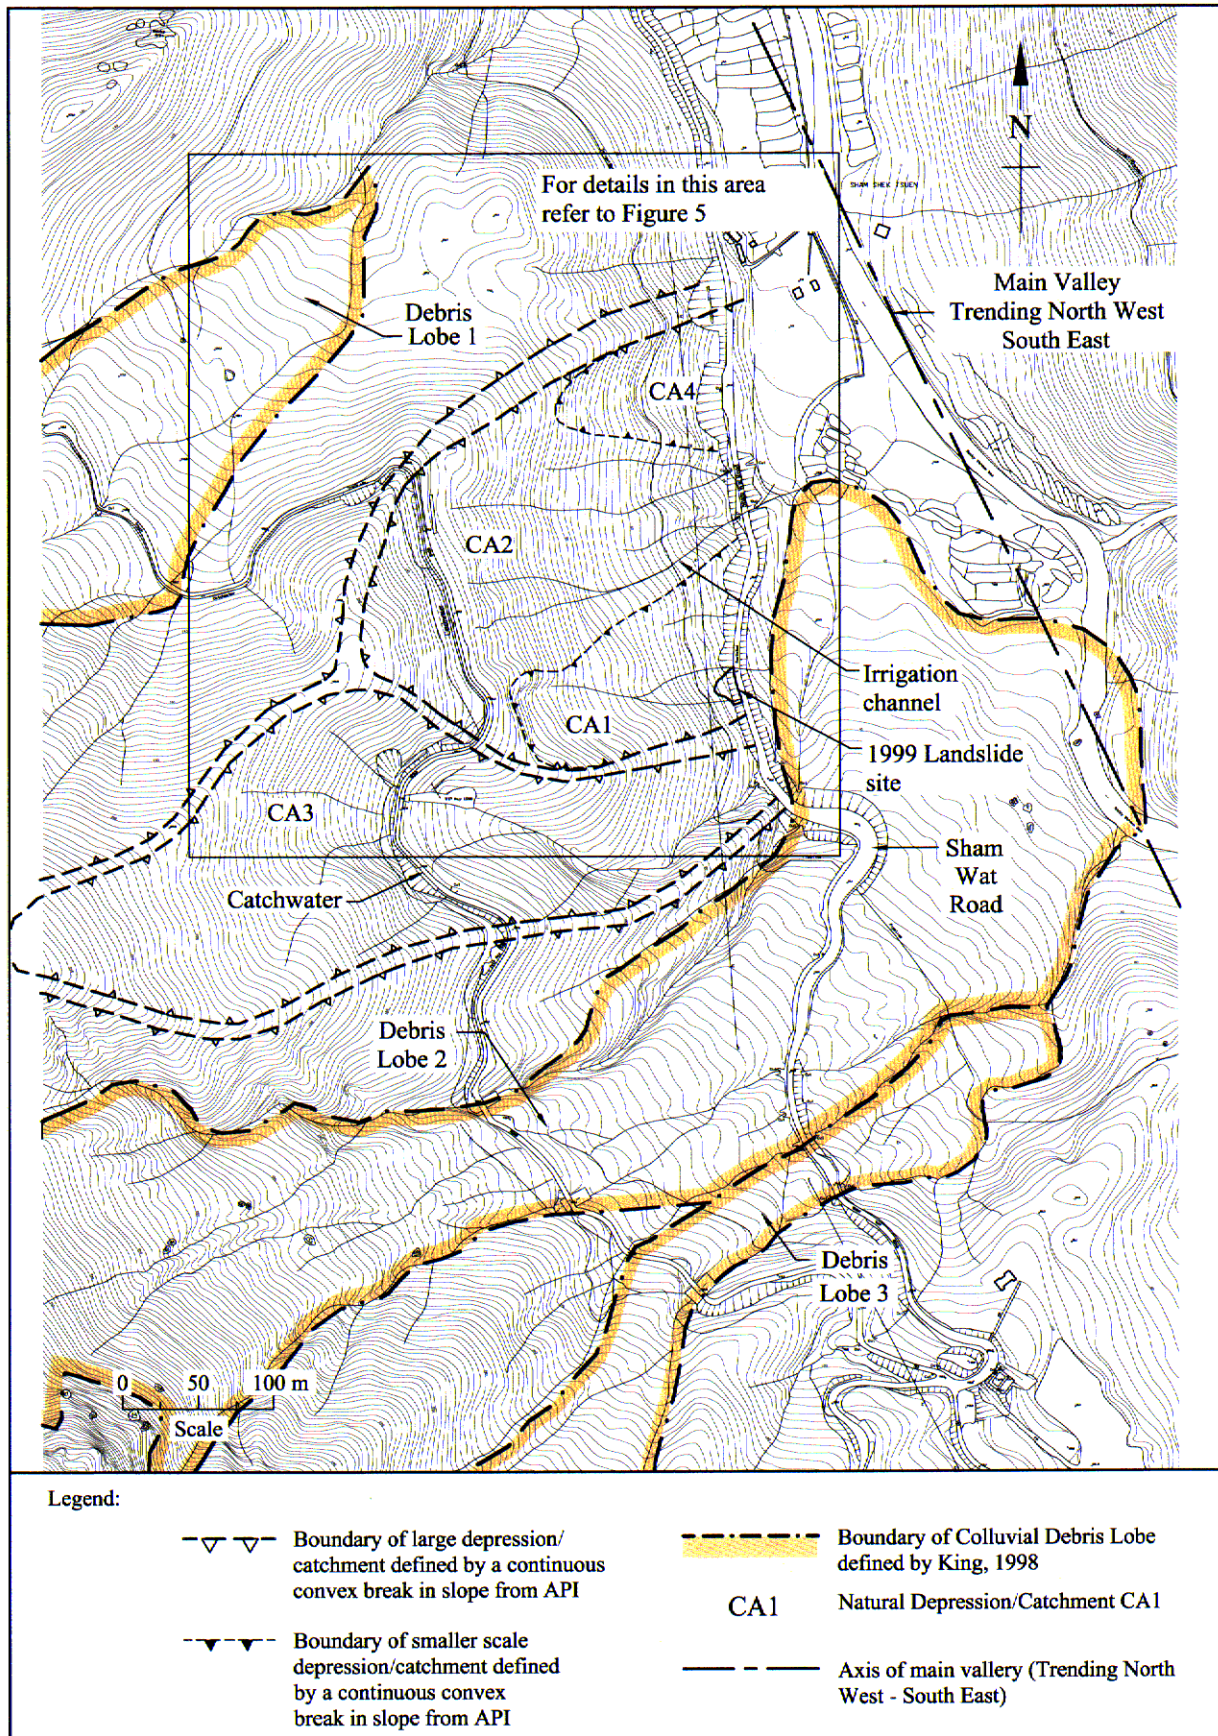 For details in this area
refer to Figure 5
N
SHAM SHEK TSUEN
Main Valley
Trending North West
South East
Debris
Lobe 1
CA4
CA2
Irrigation
channel
CA1
1999 Landslide
site
CA3
Sham
Wat
Road
Catchwater
Debris
Lobe 2
Debris
Lobe 3
0 50 100 m
Scale
Legend:
Boundary of large depression/
catchment defined by a continuous
convex break in slope from API
Boundary of smaller scale
depression/catchment defined
by a continuous convex
break in slope from API
Boundary of Colluvial Debris Lobe
defined by King, 1998
CA1 Natural Depression/Catchment CA1
Axis of main vallery (Trending North
West - South East)